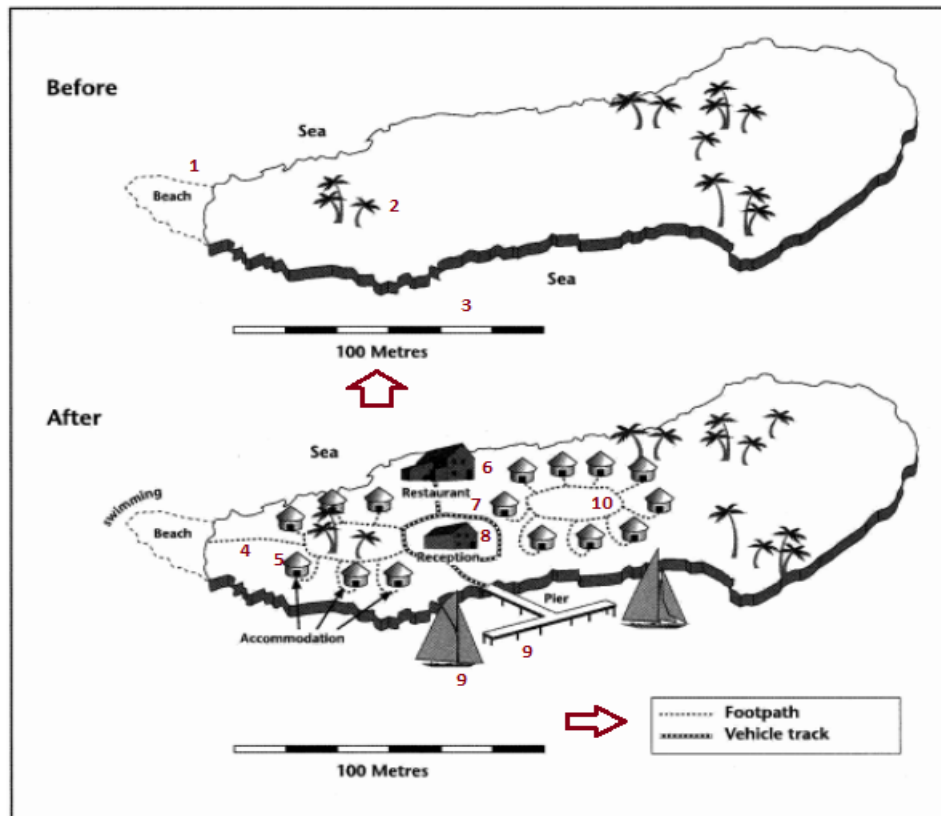 Before
Sea
1
Beach
2
Sea
3
100 Metres
After
Sea
6
Restaurant
swimming
7
10
Beach
8
4
Reception
5
Pier
Accommodation
9
9
Footpath
Vehicle track
100 Metres